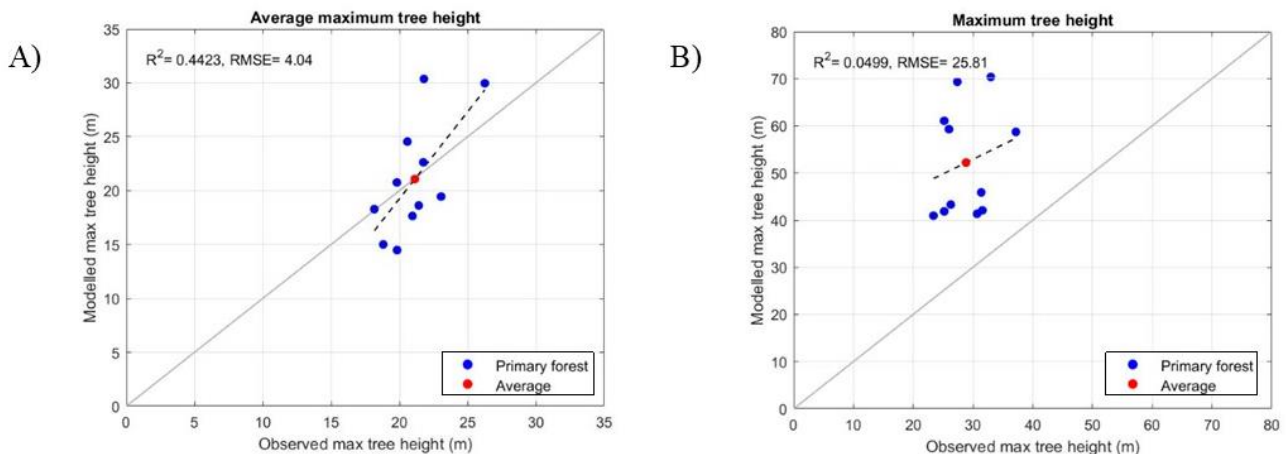 A)
Average maximum tree height
R²= 0.4423, RMSE= 4.04
Modelled max tree height (m)
35
30
25
20
15
10
5
0
0 5 10 15 20 25 30 35
Observed max tree height (m)
Primary forest
Average
B)
Maximum tree height
R²= 0.0499, RMSE= 25.81
Modelled max tree height (m)
80
70
60
50
40
30
20
10
0
0 10 20 30 40 50 60 70 80
Observed max tree height (m)
Primary forest
Average